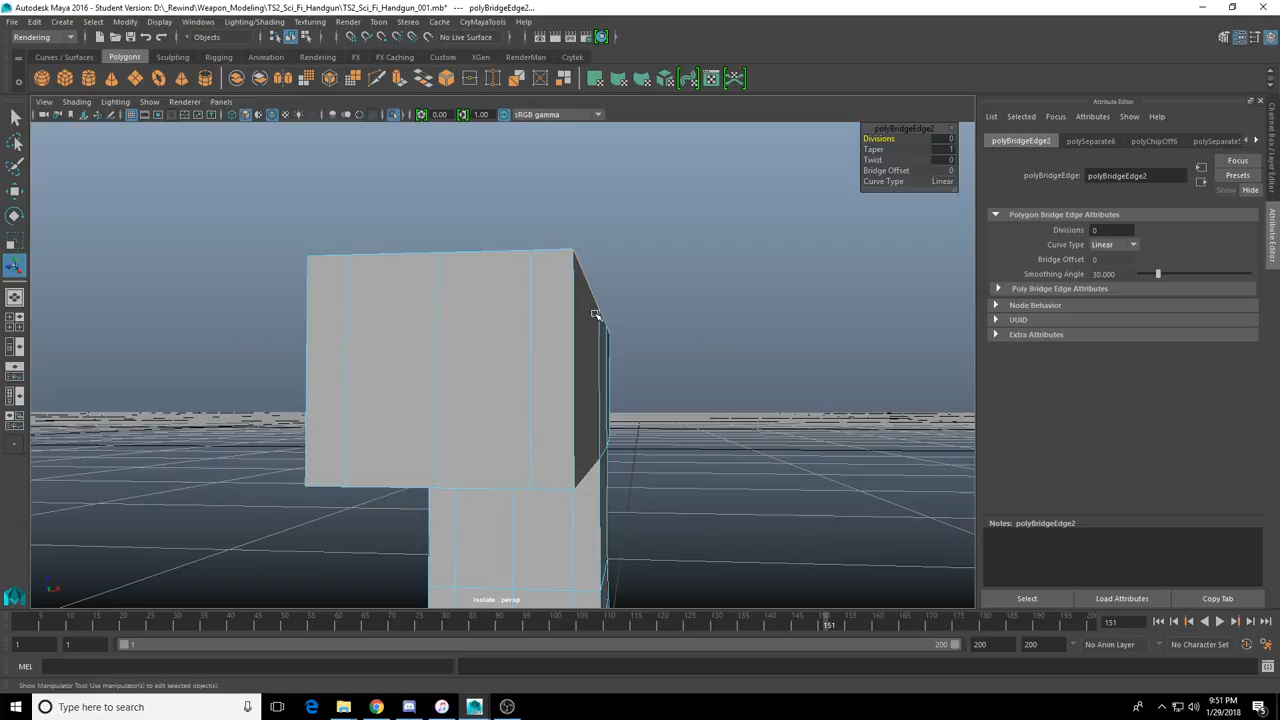 Autodesk Maya 2016 - Student Version: D:\_Rewind\Weapon_Modeling\TS2_Sci_Fi_Handgun\TS2_Sci_Fi_Handgun_001.mb* --- polyBridgeEdge2...
File Edit Create Select Modify Display Windows Lighting/Shading Texturing Render Toon Stereo Cache CryMayaTools Help
Rendering Objects No Live Surface
Curves / Surfaces Polygons Sculpting Rigging Animation Rendering FX FX Caching Custom XGen RenderMan Crytek
View Shading Lighting Show Renderer Panels
0.00 1.00 sRGB gamma
polyBridgeEdge2
Divisions 0
Taper 1
Twist 0
Bridge Offset 0
Curve Type Linear
Isolate : persp
Attribute Editor
List Selected Focus Attributes Show Help
polyBridgeEdge2 polySeparate6 polyChipOff6 polySeparate
Focus
polyBridgeEdge: polyBridgeEdge2
Presets
Show Hide
Polygon Bridge Edge Attributes
Divisions 0
Curve Type Linear
Bridge Offset 0
Smoothing Angle 30.000
Poly Bridge Edge Attributes
Node Behavior
UUID
Extra Attributes
Notes: polyBridgeEdge2
Select Load Attributes Copy Tab
Channel Box / Layer Editor
Attribute Editor
5 10 15 20 25 30 35 40 45 50 55 60 65 70 75 80 85 90 95 100 105 110 115 120 125 130 135 140 145 150 155 160 165 170 175 180 185 190 195 20
151
151
1 1 1 200 200 200 No Anim Layer No Character Set
MEL
Show Manipulator Tool: Use manipulator(s) to edit selected object(s)
Type here to search
9:51 PM
1/29/2018
5